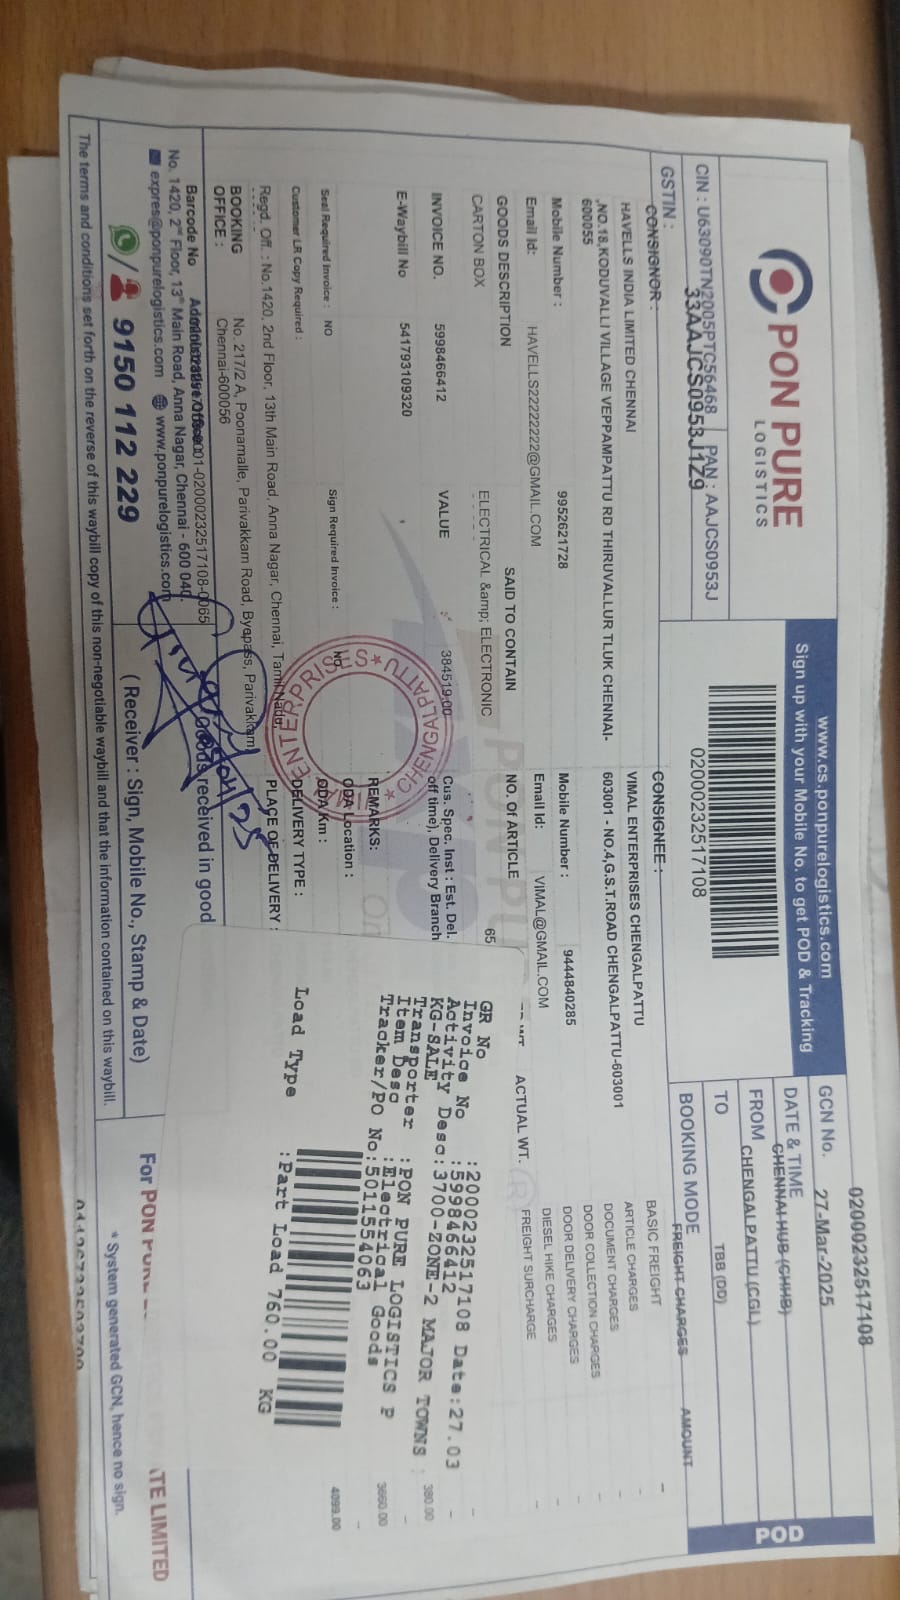 PON PURE
LOGISTICS
CIN : U63090TN2005PTC56468 PAN : AAJCS0953J
GSTIN : 33AAJCS0953J1Z9
www.cs.ponpurelogistics.com
Sign up with your Mobile No. to get POD & Tracking
02000232517108
02000232517108
GCN No.
DATE & TIME 27-Mar-2025
FROM CHENNAI HUB (CHHB)
TO CHENGALPATTU (CGL)
BOOKING MODE TBB (DD)
POD
CONSIGNOR :
HAVELLS INDIA LIMITED CHENNAI
,NO.18,KODUVALLI VILLAGE VEPPAMPATTU RD THIRUVALLUR TLUK CHENNAI-
600055
Mobile Number : 9952621728
Email Id: HAVELLS22222222@GMAIL.COM
CONSIGNEE :
VIMAL ENTERPRISES CHENGALPATTU
603001 - NO.4,G.S.T.ROAD CHENGALPATTU-603001
Mobile Number : 9444840285
Email Id: VIMAL@GMAIL.COM
FREIGHT CHARGES AMOUNT
BASIC FREIGHT -
ARTICLE CHARGES -
DOCUMENT CHARGES -
DOOR COLLECTION CHARGES -
DOOR DELIVERY CHARGES -
DIESEL HIKE CHARGES -
FREIGHT SURCHARGE -
380.00
3660.00
4099.00
GOODS DESCRIPTION SAID TO CONTAIN NO. Of ARTICLE ACTUAL WT.
CARTON BOX ELECTRICAL &amp; ELECTRONIC 65
INVOICE NO. 5998466412 VALUE 384519.00 Cus. Spec. Inst : Est. Del.
off time), Delivery Branch
E-Waybill No 541793109320
REMARKS:
ODA Location :
Seal Required Invoice : NO Sign Required Invoice : NO ODA Km :
Customer LR Copy Required : DELIVERY TYPE :
Regd. Off. : No.1420, 2nd Floor, 13th Main Road, Anna Nagar, Chennai, Tamil Nadu, PLACE OF DELIVERY :
BOOKING OFFICE : No. 217/2 A, Poonamalle, Parivakkam Road, Byepass, Parivakkam,
Chennai-600056
GR No :2000232517108 Date:27.03
Invoice No :5998466412
Activity Desc:3700-ZONE-2 MAJOR TOWNS
KG-SALE
Transporter :PON PURE LOGISTICS P
Item Desc :Electrical Goods
Tracker/PO No:5011554063
Load Type :Part Load 760.00 KG
ENTERPRISES ★ CHENGALPATTU ★
Barcode No
Administrative Office
No. 1420, 2nd Floor, 13th Main Road, Anna Nagar, Chennai - 600 040.
expres@ponpurelogistics.com www.ponpurelogistics.com
9150 112 229
Goods received in good
( Receiver : Sign, Mobile No., Stamp & Date)
For PON PURE
TE LIMITED
* System generated GCN, hence no sign.
The terms and conditions set forth on the reverse of this waybill copy of this non-negotiable waybill and that the information contained on this waybill.